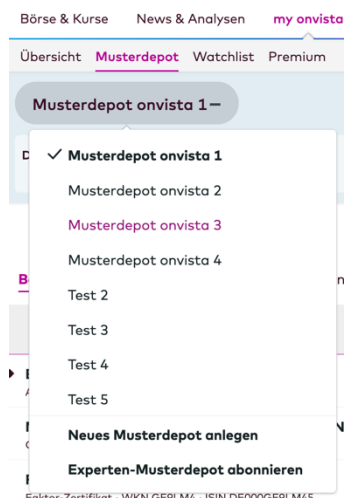 Börse & Kurse News & Analysen my onvista
Übersicht Musterdepot Watchlist Premium
Musterdepot onvista 1
Musterdepot onvista 1
Musterdepot onvista 2
Musterdepot onvista 3
Musterdepot onvista 4
Test 2
Test 3
Test 4
Test 5
Neues Musterdepot anlegen
Experten-Musterdepot abonnieren
Faktor-Zertifikat · WKN GF9LM4 · ISIN DE000GF9LM45